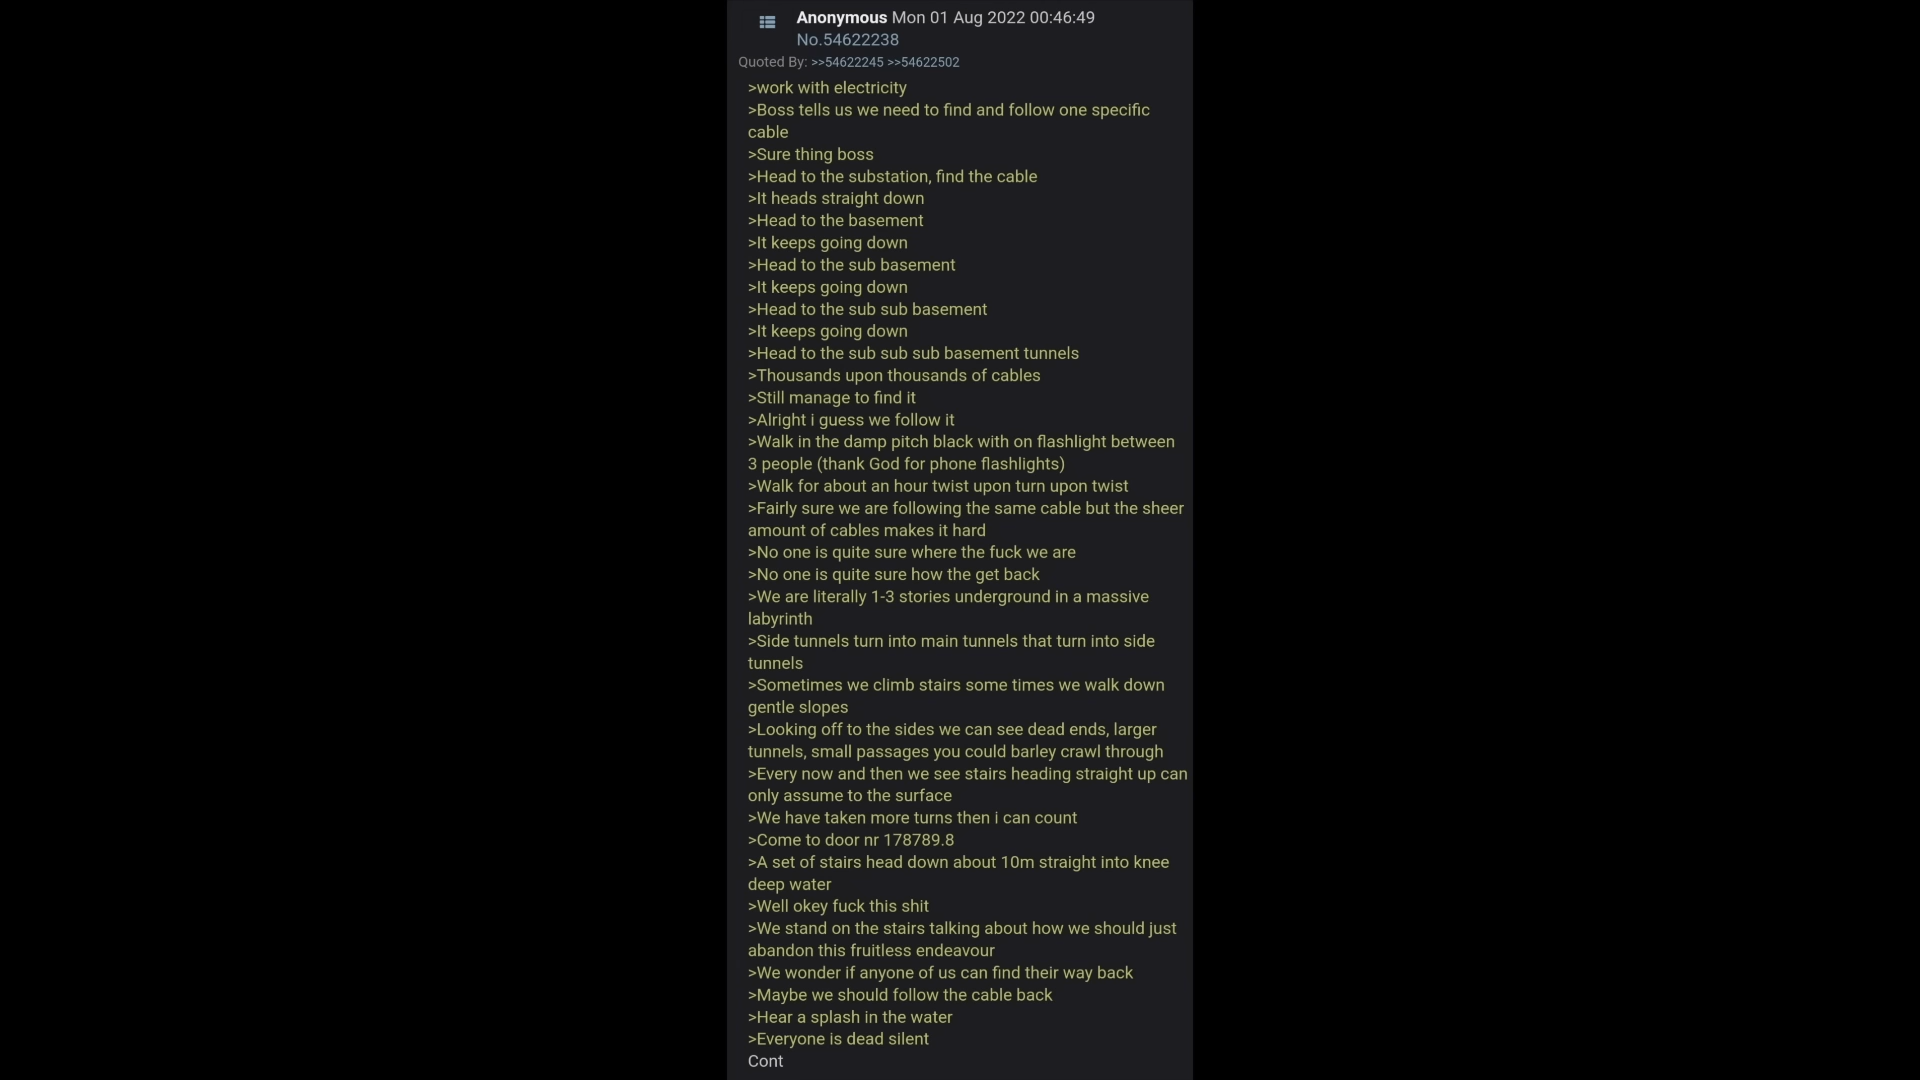 Anonymous Mon 01 Aug 2022 00:46:49
No.54622238
Quoted By: >>54622245 >>54622502
>work with electricity
>Boss tells us we need to find and follow one specific
cable
>Sure thing boss
>Head to the substation, find the cable
>It heads straight down
>Head to the basement
>It keeps going down
>Head to the sub basement
>It keeps going down
>Head to the sub sub basement
>It keeps going down
>Head to the sub sub sub basement tunnels
>Thousands upon thousands of cables
>Still manage to find it
>Alright i guess we follow it
>Walk in the damp pitch black with on flashlight between
3 people (thank God for phone flashlights)
>Walk for about an hour twist upon turn upon twist
>Fairly sure we are following the same cable but the sheer
amount of cables makes it hard
>No one is quite sure where the fuck we are
>No one is quite sure how the get back
>We are literally 1-3 stories underground in a massive
labyrinth
>Side tunnels turn into main tunnels that turn into side
tunnels
>Sometimes we climb stairs some times we walk down
gentle slopes
>Looking off to the sides we can see dead ends, larger
tunnels, small passages you could barley crawl through
>Every now and then we see stairs heading straight up can
only assume to the surface
>We have taken more turns then i can count
>Come to door nr 178789.8
>A set of stairs head down about 10m straight into knee
deep water
>Well okey fuck this shit
>We stand on the stairs talking about how we should just
abandon this fruitless endeavour
>We wonder if anyone of us can find their way back
>Maybe we should follow the cable back
>Hear a splash in the water
>Everyone is dead silent
Cont